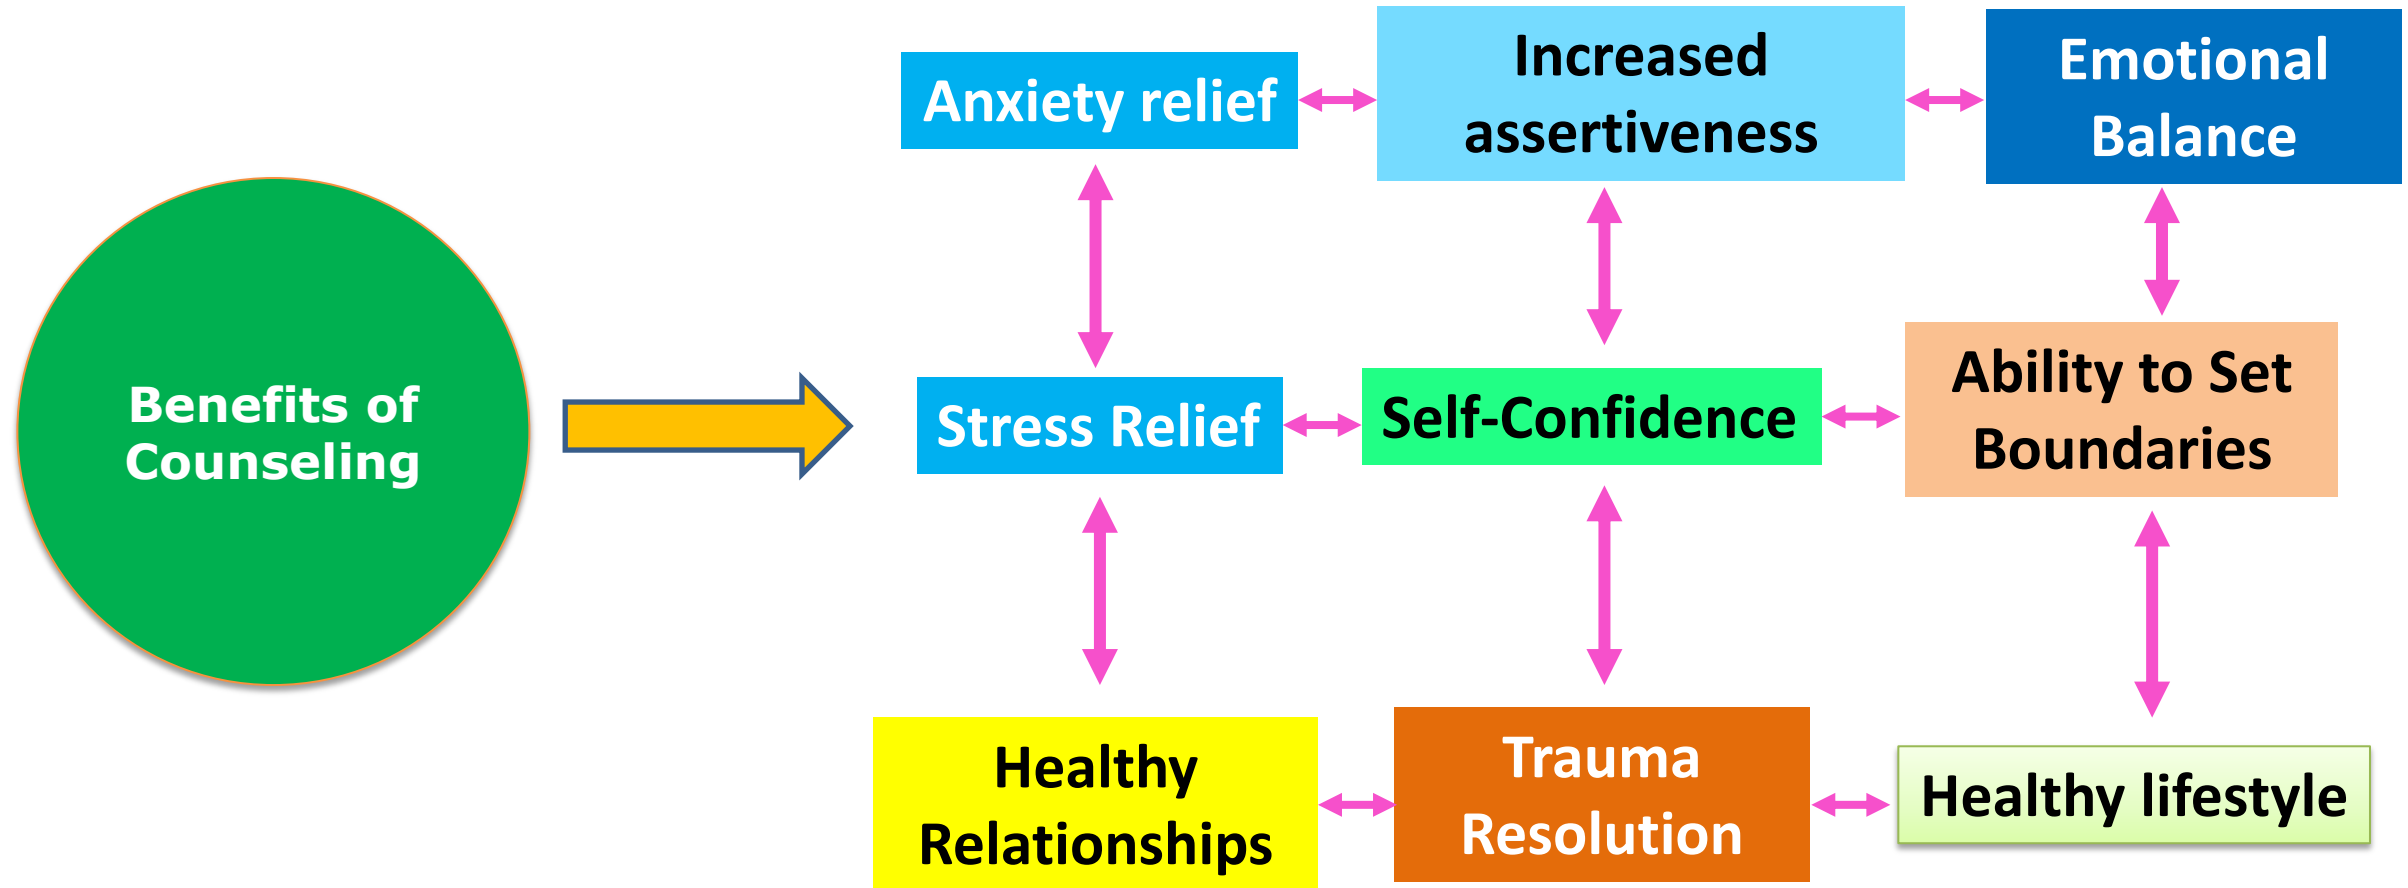 Benefits of
Counseling
Anxiety relief
Increased
assertiveness
Emotional
Balance
Stress Relief
Self-Confidence
Ability to Set
Boundaries
Healthy
Relationships
Trauma
Resolution
Healthy lifestyle